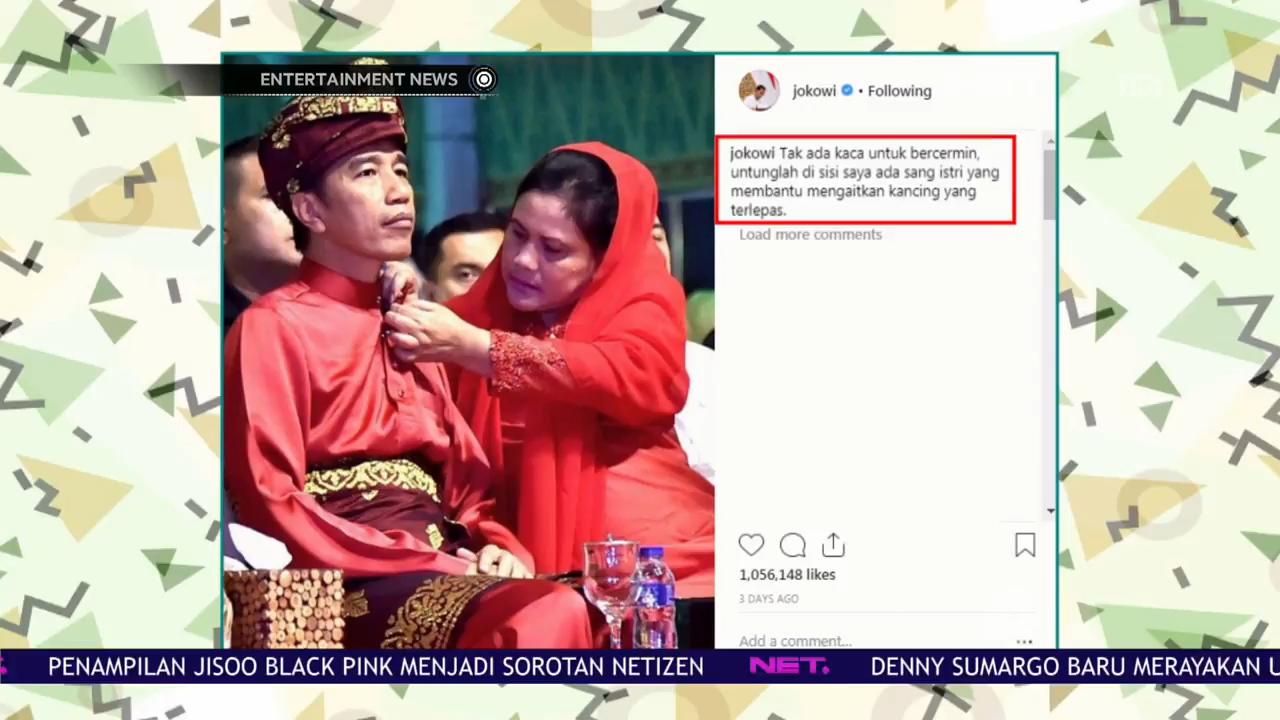 ENTERTAINMENT NEWS
jokowi • Following
jokowi Tak ada kaca untuk bercermin,
untunglah di sisi saya ada sang istri yang
membantu mengaitkan kancing yang
terlepas.
Load more comments
1,056,148 likes
3 DAYS AGO
Add a comment...
PENAMPILAN JISOO BLACK PINK MENJADI SOROTAN NETIZEN NET. DENNY SUMARGO BARU MERAYAKAN U